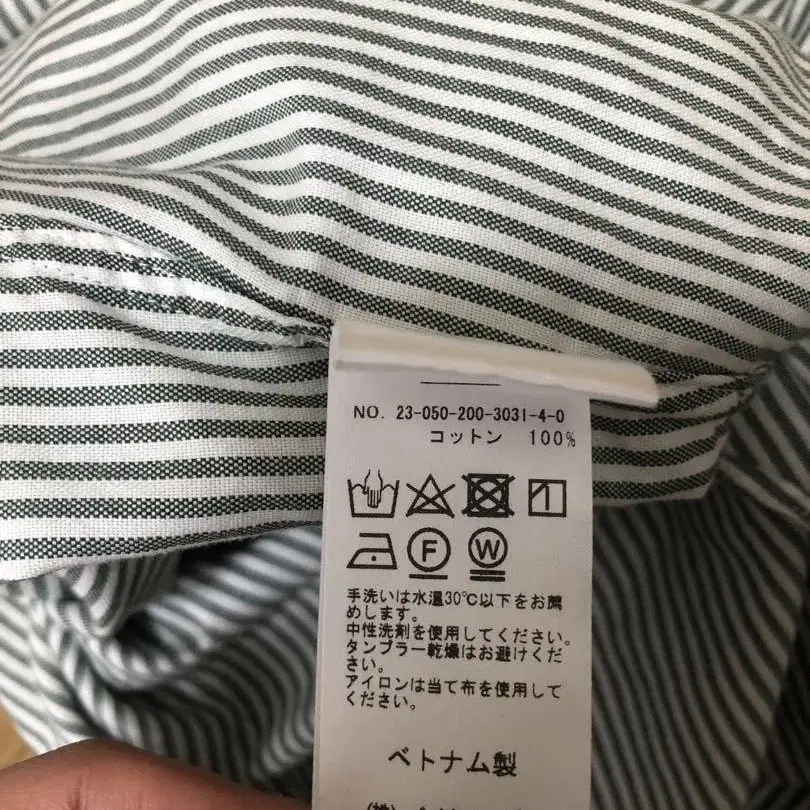 NO. 23-050-200-3031-4-0
コットン 100%
F W
手洗いは水温30℃以下をお薦
めします。
中性洗剤を使用してください。
タンブラー乾燥はお避けくだ
さい。
アイロンは当て布を使用して
ください。
ベトナム製
(株)